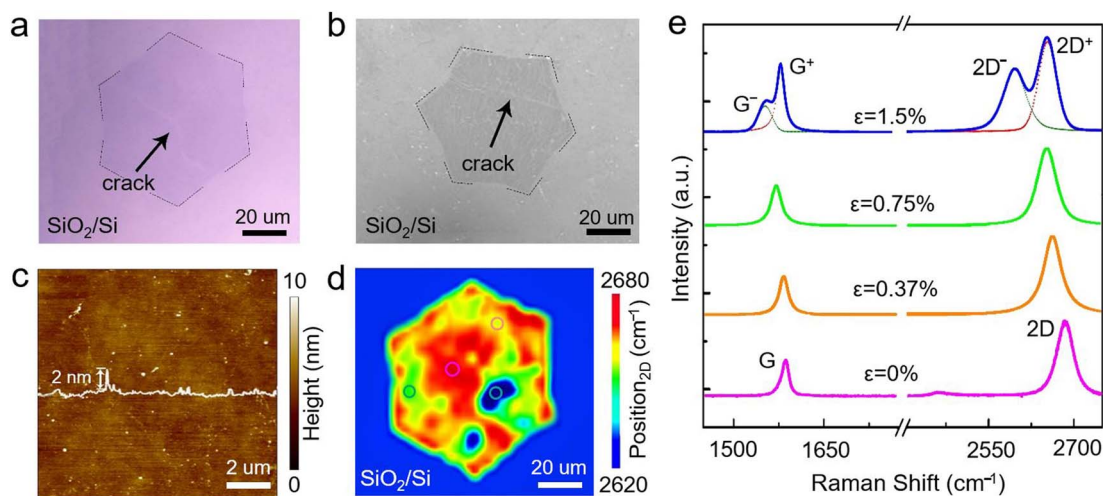 a
crack
SiO₂/Si
20 um
b
crack
SiO₂/Si
20 um
c
2 nm
10
Height (nm)
0
2 um
d
SiO₂/Si
20 um
2680
Position2D (cm⁻¹)
2620
e
Intensity (a.u.)
G⁻
G⁺
2D⁻
2D⁺
ε=1.5%
ε=0.75%
ε=0.37%
G
2D
ε=0%
1500
1650
2550
2700
Raman Shift (cm⁻¹)